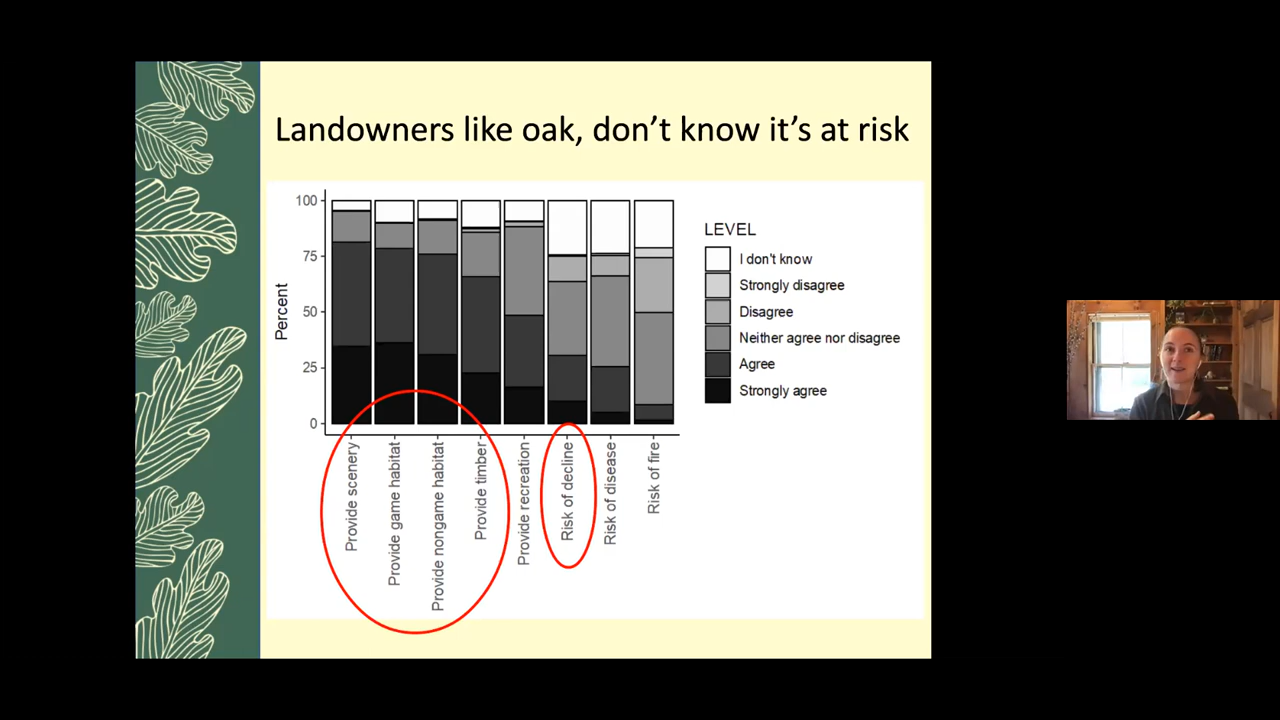 Landowners like oak, don't know it's at risk
100
75
50
25
0
Percent
Provide scenery
Provide game habitat
Provide nongame habitat
Provide timber
Provide recreation
Risk of decline
Risk of disease
Risk of fire
LEVEL
I don't know
Strongly disagree
Disagree
Neither agree nor disagree
Agree
Strongly agree